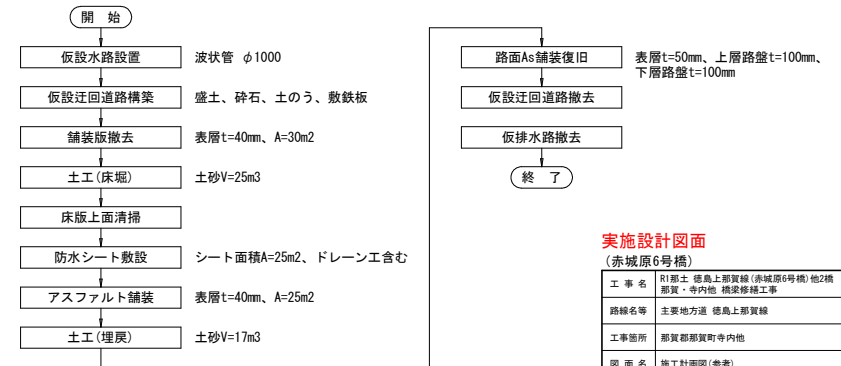 開 始
仮設水路設置 波状管 φ1000
仮設迂回道路構築 盛土、砕石、土のう、敷鉄板
舗装版撤去 表層t=40mm、A=30m2
土工(床堀) 土砂V=25m3
床版上面清掃
防水シート敷設 シート面積A=25m2、ドレーン工含む
アスファルト舗装 表層t=40mm、A=25m2
土工(埋戻) 土砂V=17m3
路面As舗装復旧 表層t=50mm、上層路盤t=100mm、
下層路盤t=100mm
仮設迂回道路撤去
仮排水路撤去
終 了
実施設計図面
(赤城原6号橋)
工 事 名 R1那土 徳島上那賀線(赤城原6号橋)他2橋
那賀・寺内他 橋梁修繕工事
路線名等 主要地方道 徳島上那賀線
工事箇所 那賀郡那賀町寺内他
図 面 名 施工計画図(参考)